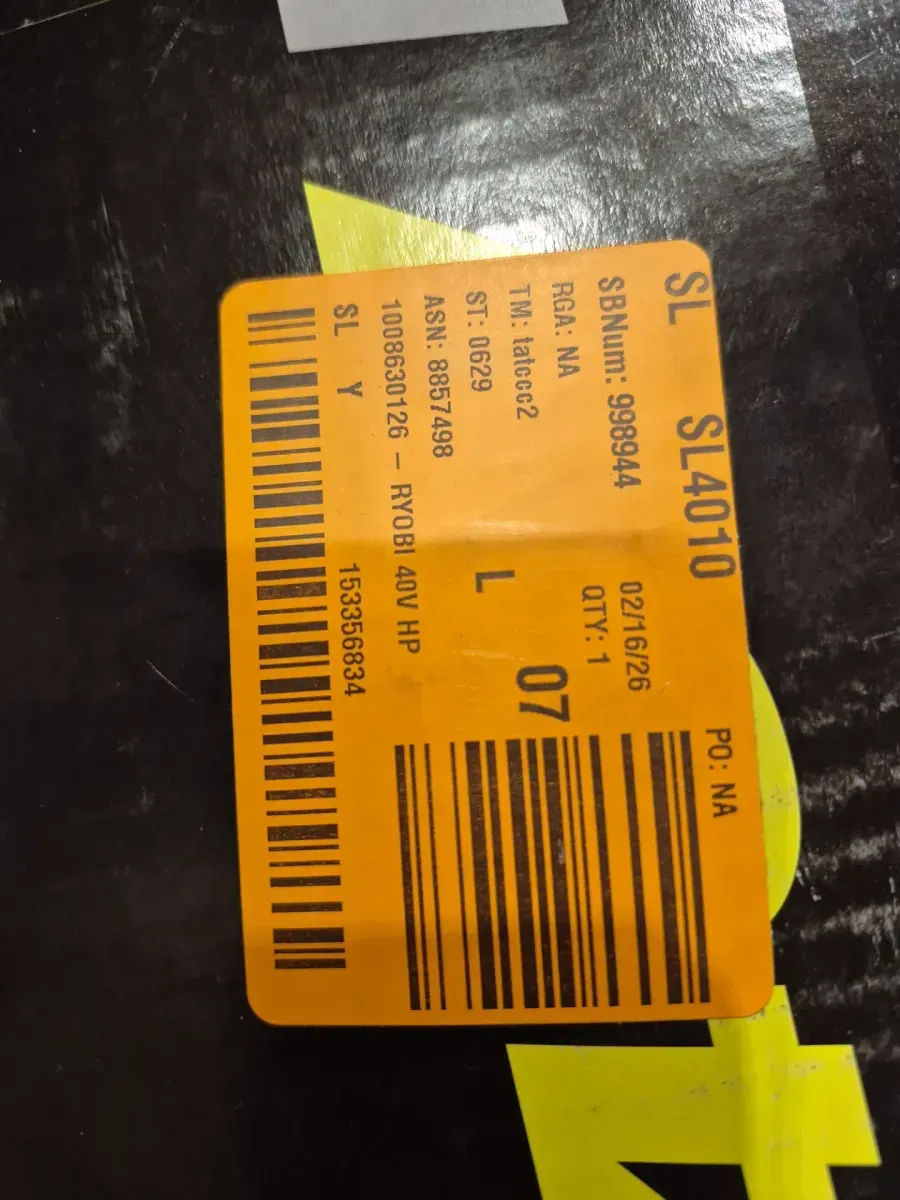 SL SL4010 PO: NA
SBNum: 998944 02/16/26
RGA: NA QTY: 1
TM: tatccc2 07
ST: 0629 L
ASN: 8857498
1008630126 – RYOBI 40V HP
SL Y 153356834